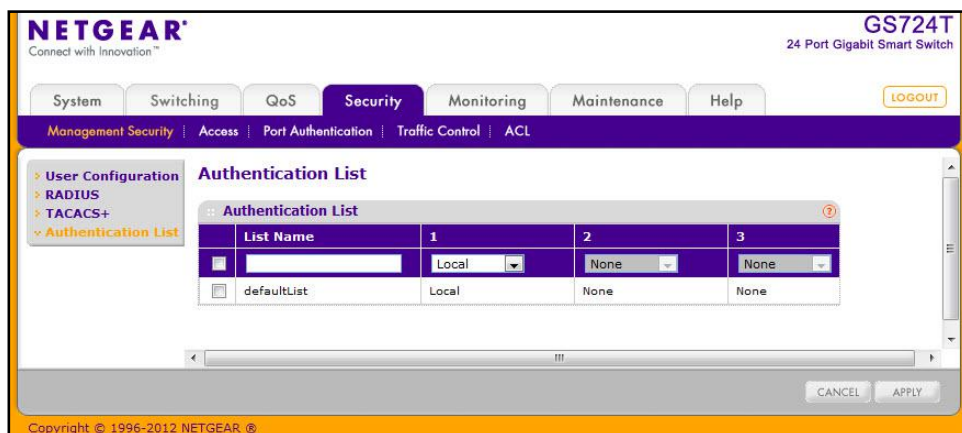 NETGEAR®
Connect with Innovation™
GS724T
24 Port Gigabit Smart Switch
System Switching QoS Security Monitoring Maintenance Help LOGOUT
Management Security Access Port Authentication Traffic Control ACL
User Configuration
RADIUS
TACACS+
Authentication List
Authentication List
Authentication List
List Name 1 2 3
Local None None
defaultList Local None None
CANCEL APPLY
Copyright © 1996-2012 NETGEAR ®